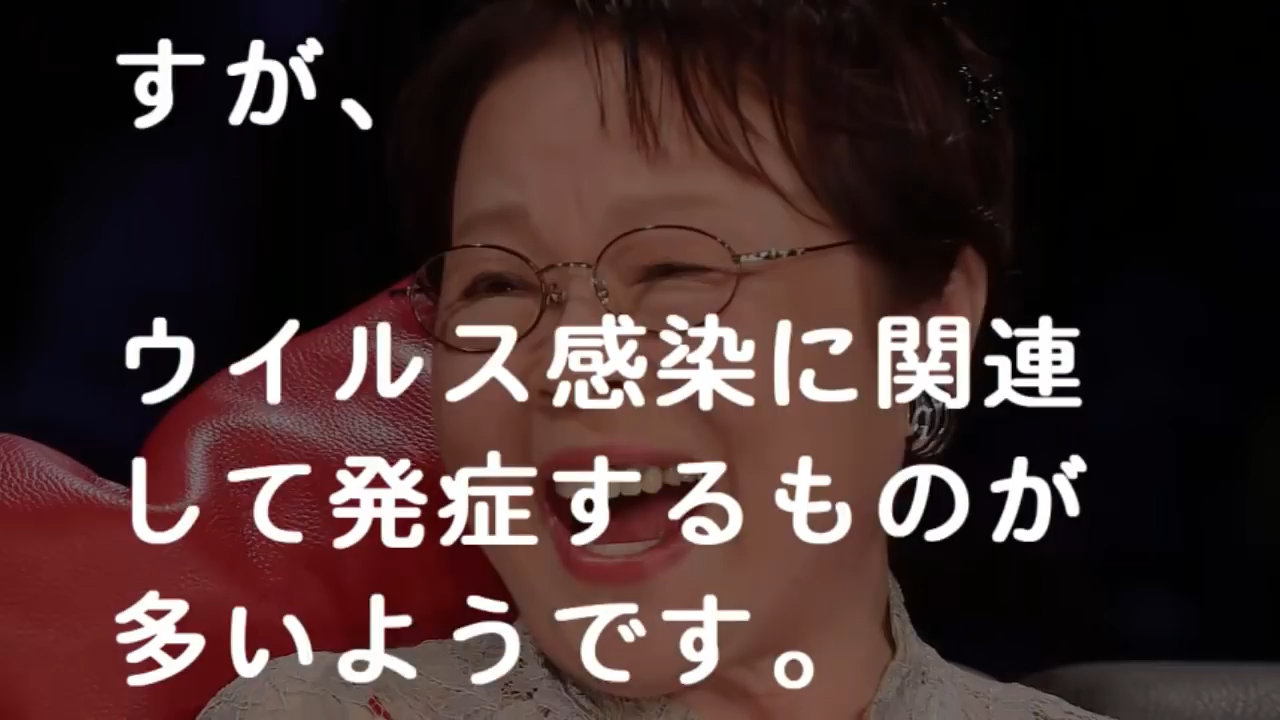 すが、
ウイルス感染に関連
して発症するものが
多いようです。